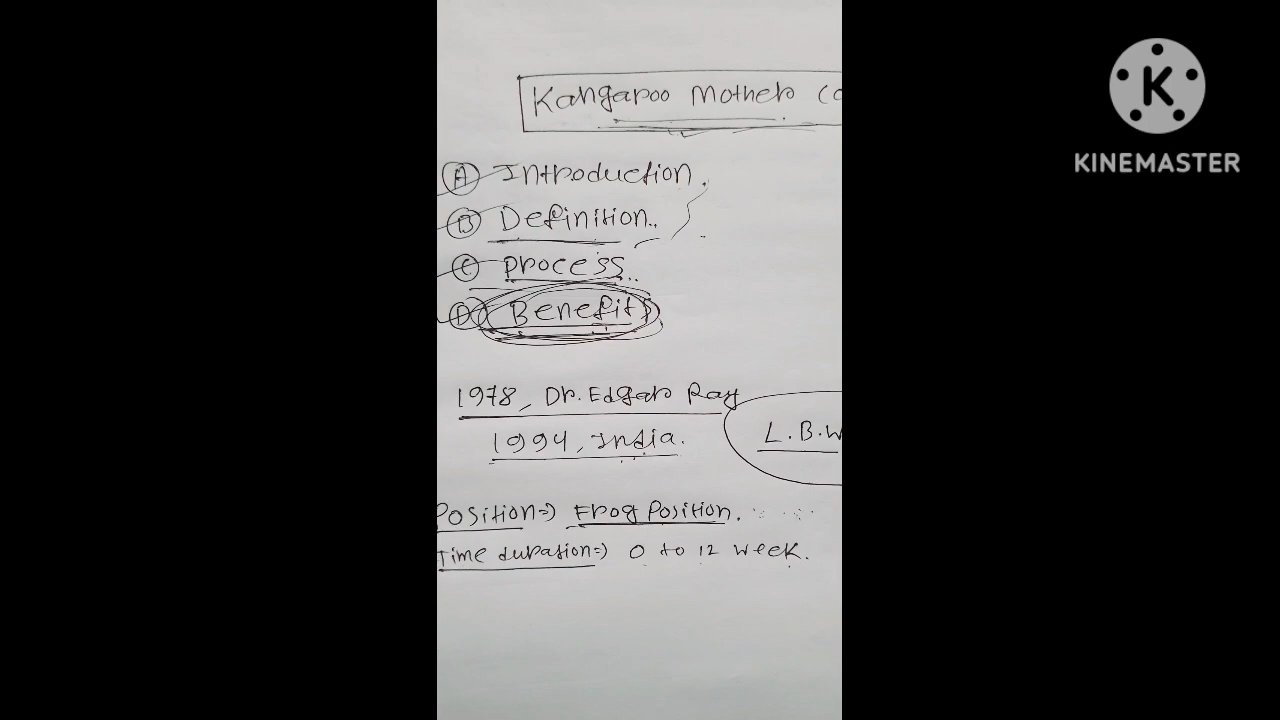 Kangaroo Mother Ca
A Introduction.
B Definition..
C process..
D Benefits
1978, Dr. Edgar Ray
1994, India.
L.B.W
Position=> Frog Position.
Time duration=> 0 to 12 week.
K
KINEMASTER